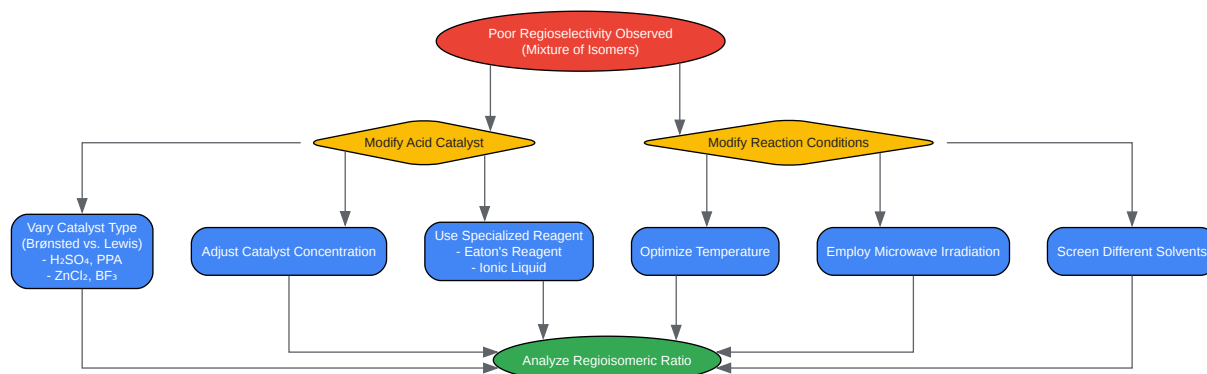 Poor Regioselectivity Observed
(Mixture of Isomers)
Modify Acid Catalyst
Modify Reaction Conditions
Vary Catalyst Type
(Brønsted vs. Lewis)
- H₂SO₄, PPA
- ZnCl₂, BF₃
Adjust Catalyst Concentration
Use Specialized Reagent
- Eaton's Reagent
- Ionic Liquid
Optimize Temperature
Employ Microwave Irradiation
Screen Different Solvents
Analyze Regioisomeric Ratio